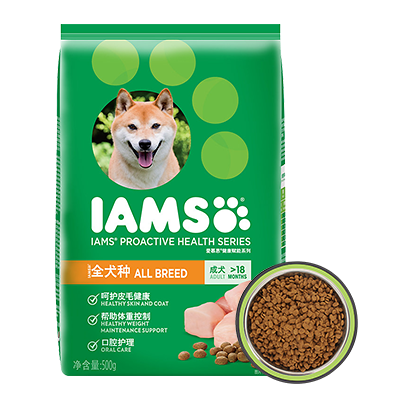 IAMS
IAMS® PROACTIVE HEALTH SERIES
爱慕思®健康赋能系列
全犬种 ALL BREED
成犬 >18
ADULT MONTHS
呵护皮毛健康
HEALTHY SKIN AND COAT
帮助体重控制
HEALTHY WEIGHT
MAINTENANCE SUPPORT
口腔护理
ORAL CARE
净含量:500g